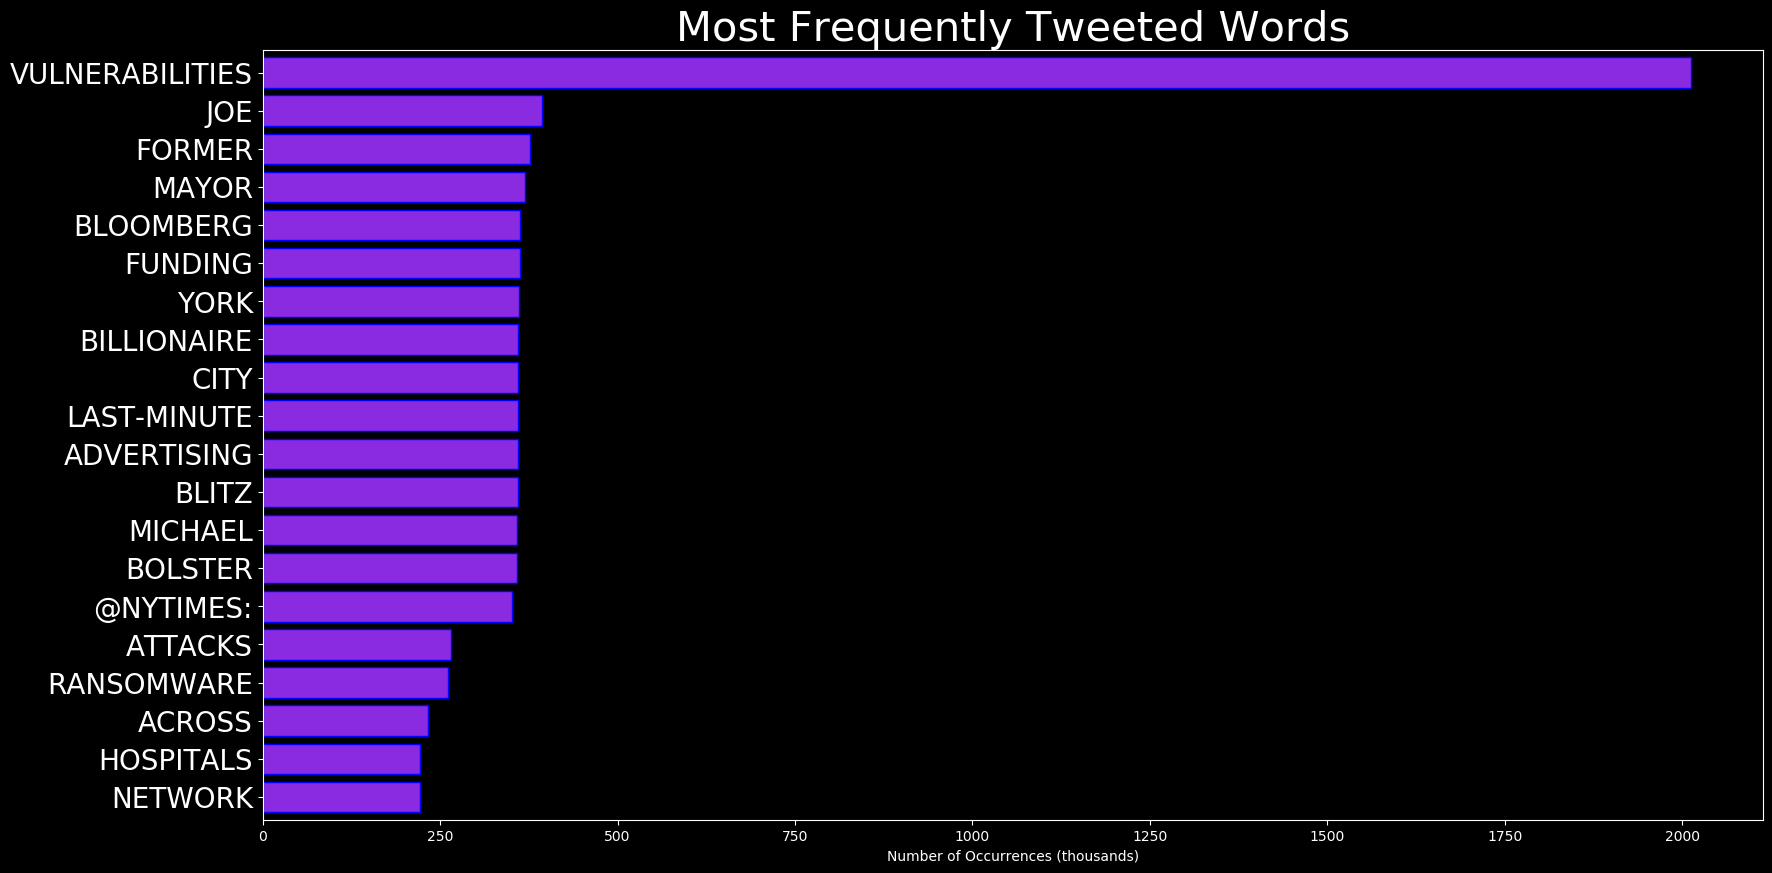 Most Frequently Tweeted Words
VULNERABILITIES
JOE
FORMER
MAYOR
BLOOMBERG
FUNDING
YORK
BILLIONAIRE
CITY
LAST-MINUTE
ADVERTISING
BLITZ
MICHAEL
BOLSTER
@NYTIMES:
ATTACKS
RANSOMWARE
ACROSS
HOSPITALS
NETWORK
0 250 500 750 1000 1250 1500 1750 2000
Number of Occurrences (thousands)